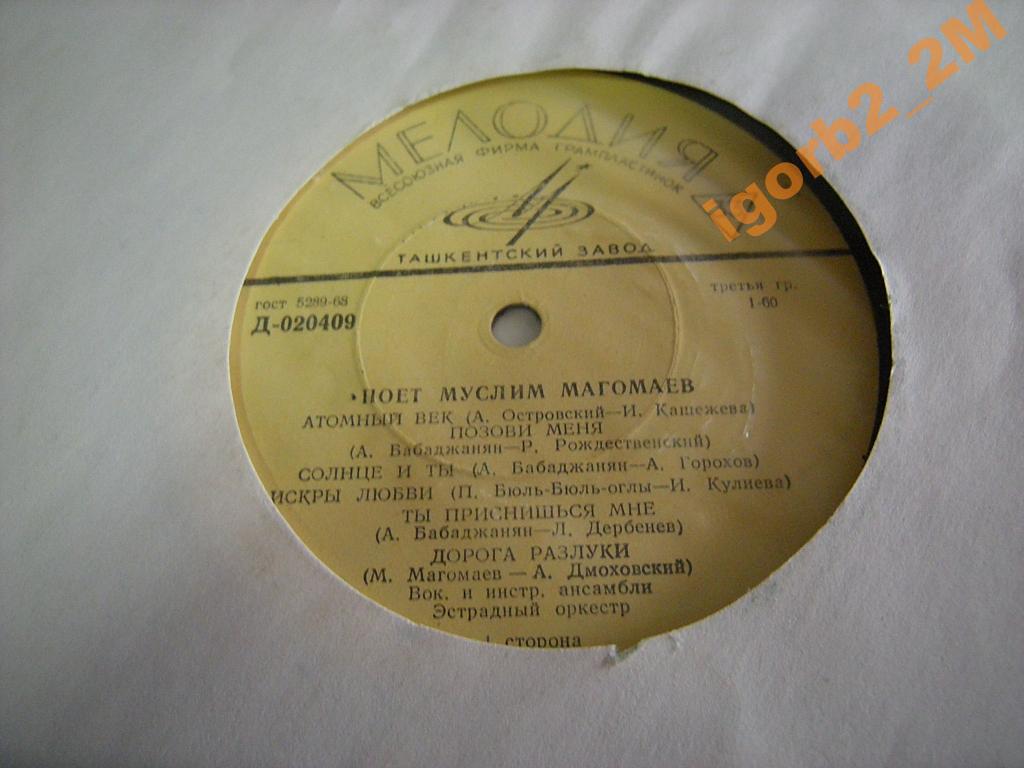 МЕЛОДИЯ
ВСЕСОЮЗНАЯ ФИРМА ГРАМПЛАСТИНОК
ТАШКЕНТСКИЙ ЗАВОД
гост 5289-68
Д-020409
третья гр.
1-60
ПОЕТ МУСЛИМ МАГОМАЕВ
АТОМНЫЙ ВЕК (А. Островский—И. Кашежева)
ПОЗОВИ МЕНЯ
(А. Бабаджанян—Р. Рождественский)
СОЛНЦЕ И ТЫ (А. Бабаджанян—А. Горохов)
ИСКРЫ ЛЮБВИ (П. Бюль-Бюль-оглы—И. Кулиева)
ТЫ ПРИСНИШЬСЯ МНЕ
(А. Бабаджанян—Л. Дербенев)
ДОРОГА РАЗЛУКИ
(М. Магомаев — А. Дмоховский)
Вок. и инстр. ансамбли
Эстрадный оркестр
1 сторона
igorb2_2M